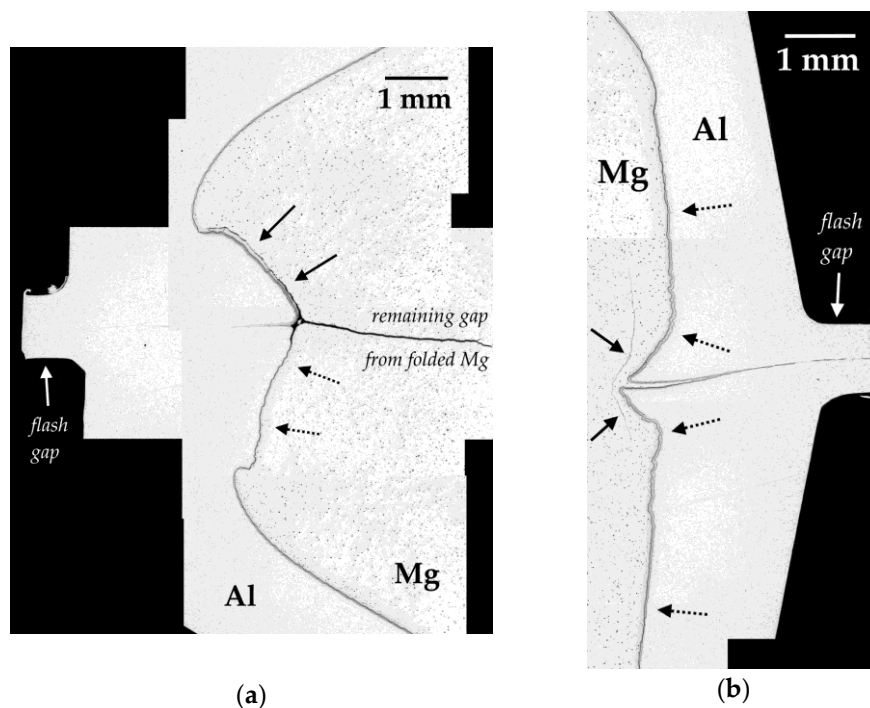 1 mm
remaining gap
from folded Mg
flash
gap
Al
Mg
(a)
1 mm
Al
Mg
flash
gap
(b)